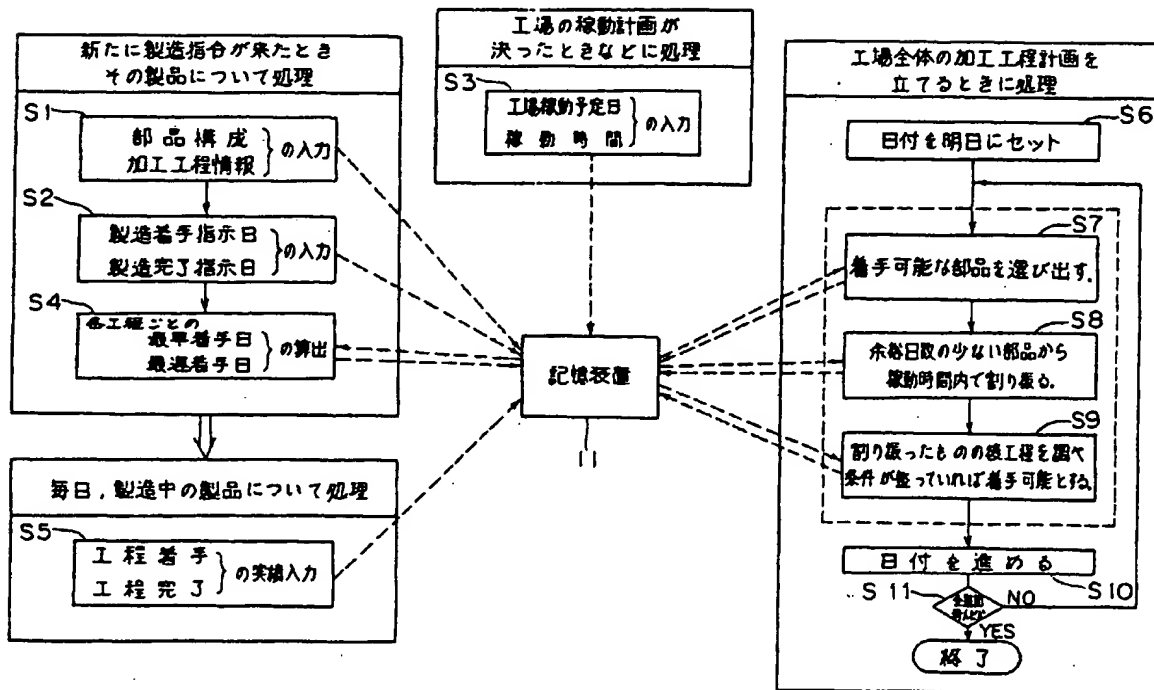 新たに製造指令が来たとき
その製品について処理
S1
部品構成
加工工程情報
の入力
S2
製造着手指示日
製造完了指示日
の入力
S4
各工程ごとの
最早着手日
最遅着手日
の算出
毎日,製造中の製品について処理
S5
工程着手
工程完了
の実績入力
工場の稼動計画が
決ったときなどに処理
S3
工場稼動予定日
稼動時間
の入力
記憶装置
11
工場全体の加工工程計画を
立てるときに処理
S6
日付を明日にセット
S7
着手可能な部品を選び出す.
S8
余裕日数の少ない部品から
稼動時間内で割り振る.
S9
割り振ったものの後工程を調べ
条件が整っていれば着手可能とする.
日付を進める
S10
S11
NO
YES
終了